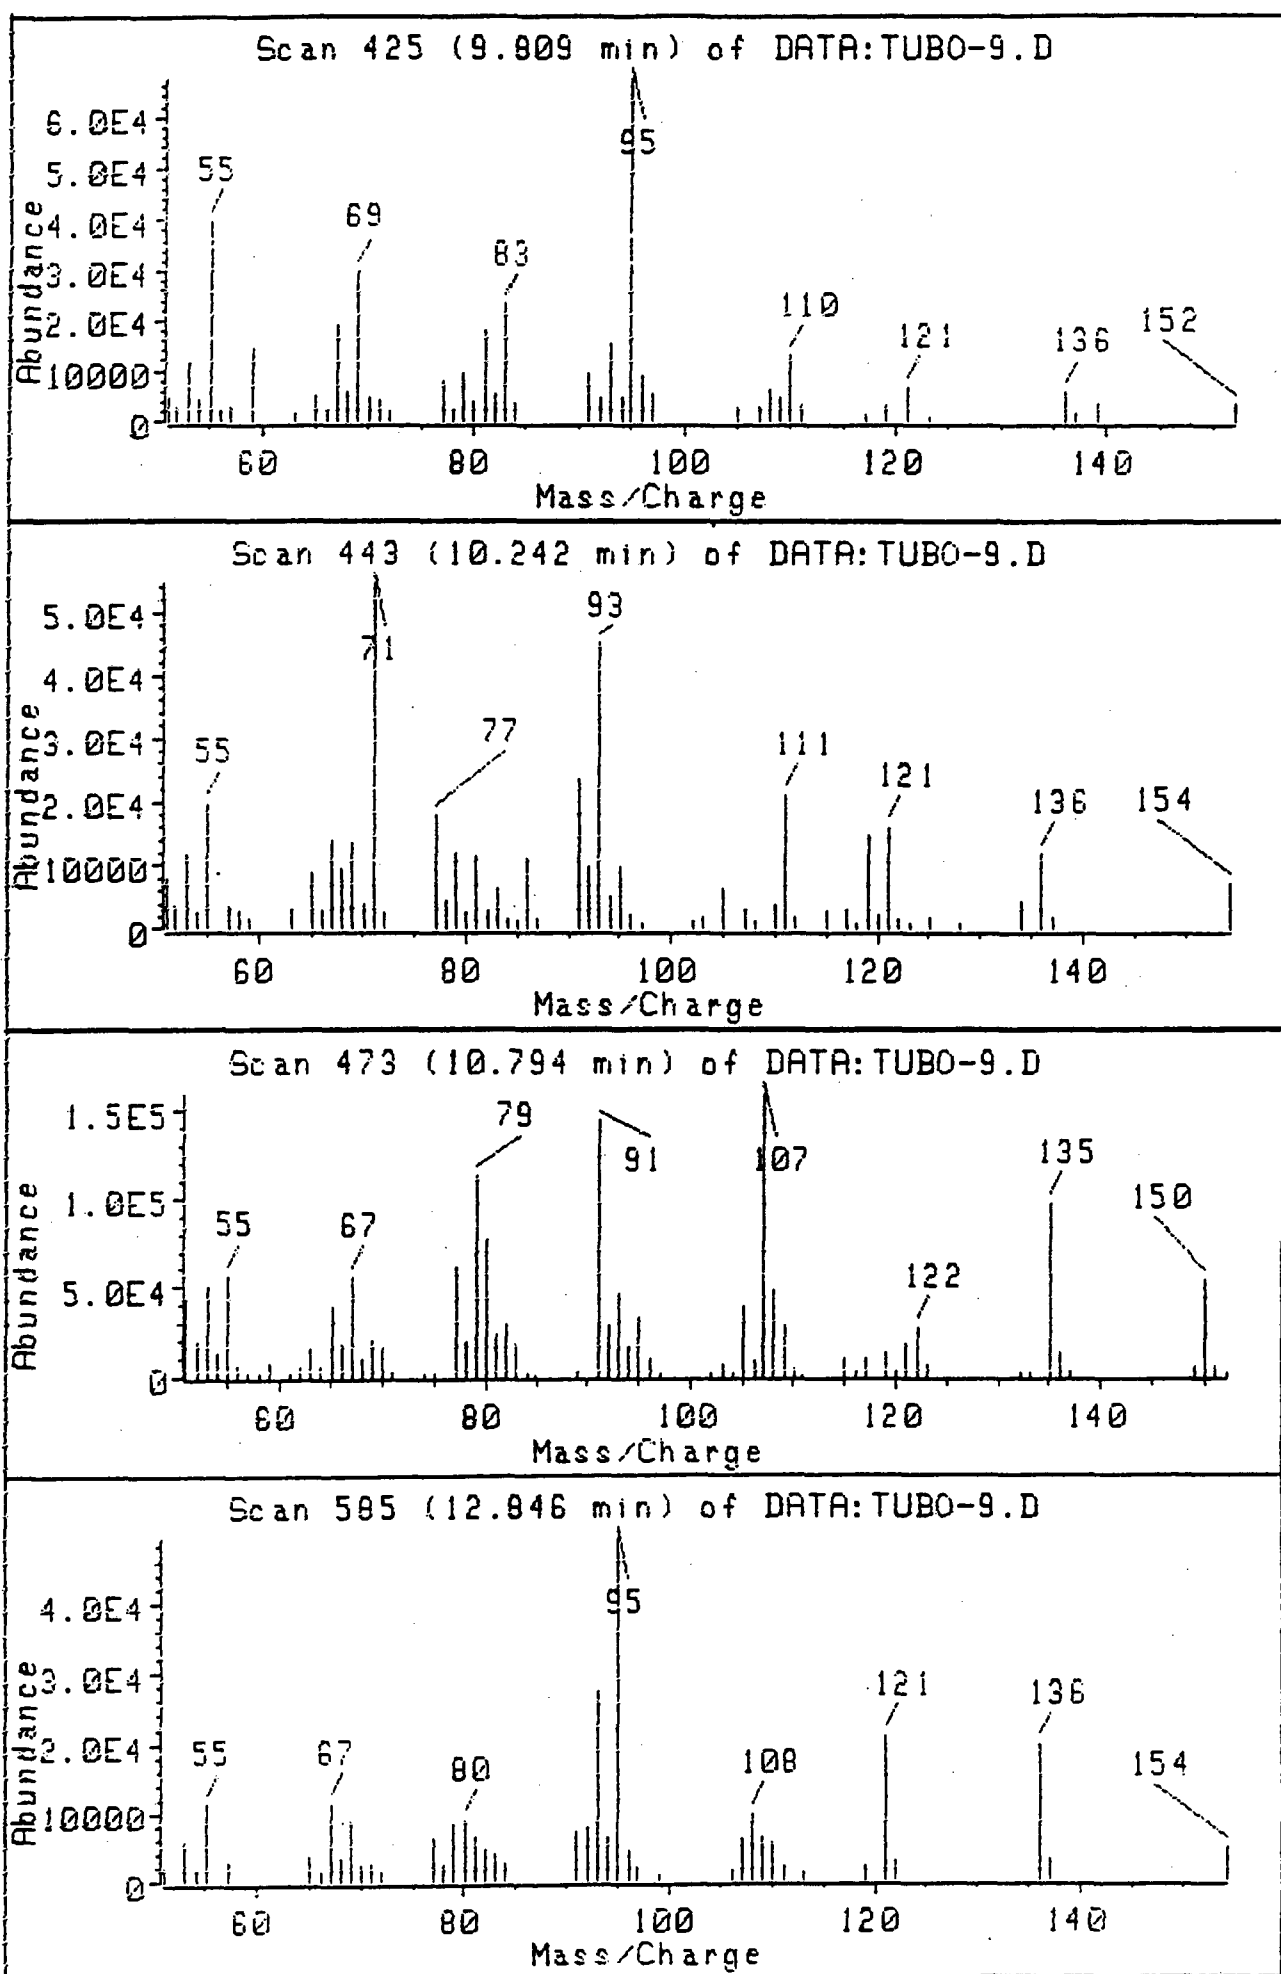 Scan 425 (9.809 min) of DATA:TUBO-9.D
Abundance
6.0E4
5.0E4
4.0E4
3.0E4
2.0E4
10000
0
55
69
83
95
110
121
136
152
60 80 100 120 140
Mass/Charge
Scan 443 (10.242 min) of DATA:TUBO-9.D
Abundance
5.0E4
4.0E4
3.0E4
2.0E4
10000
0
55
71
77
93
111
121
136
154
60 80 100 120 140
Mass/Charge
Scan 473 (10.794 min) of DATA:TUBO-9.D
Abundance
1.5E5
1.0E5
5.0E4
0
55
67
79
91
107
122
135
150
60 80 100 120 140
Mass/Charge
Scan 585 (12.846 min) of DATA:TUBO-9.D
Abundance
4.0E4
3.0E4
2.0E4
10000
0
55
67
80
95
108
121
136
154
60 80 100 120 140
Mass/Charge